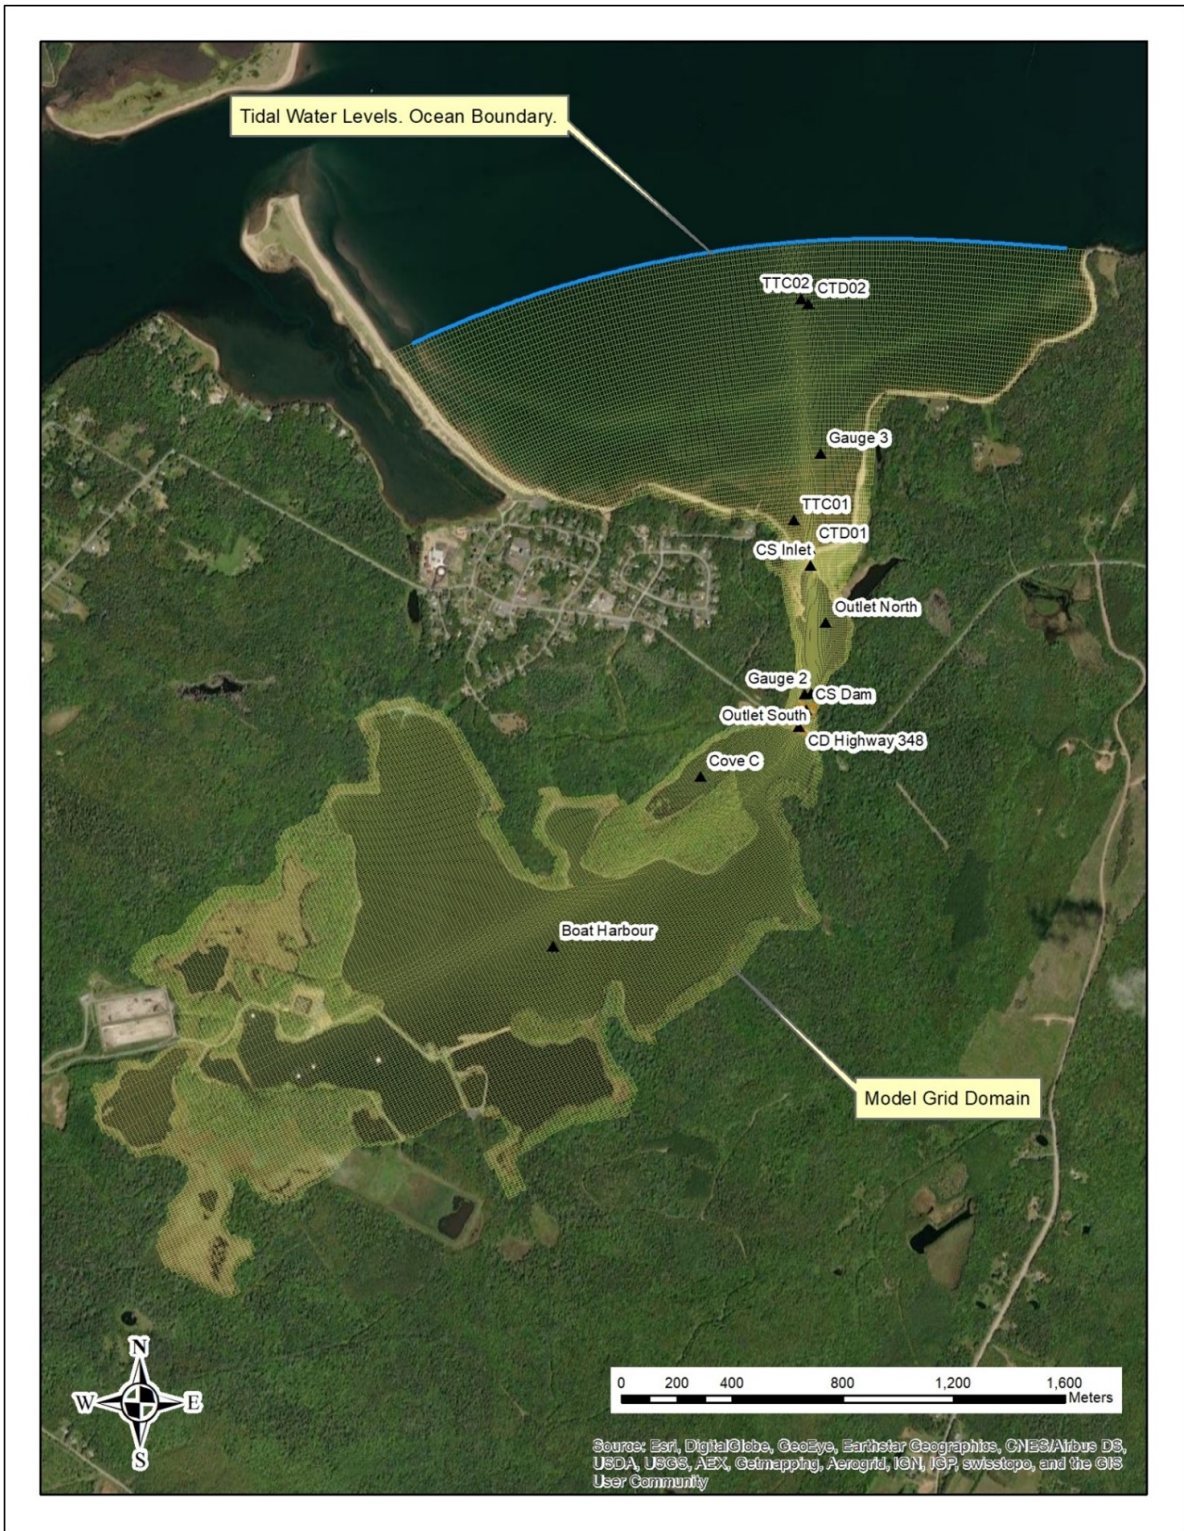 Tidal Water Levels. Ocean Boundary.
TTC02
CTD02
Gauge 3
TTC01
CTD01
CS Inlet
Outlet North
Gauge 2
CS Dam
Outlet South
CD Highway 348
Cove C
Boat Harbour
Model Grid Domain
N
W E
S
0 200 400 800 1,200 1,600
Meters
Source: Esri, DigitalGlobe, GeoEye, Earthstar Geographics, CNES/Airbus DS,
USDA, USGS, AEX, Getmapping, Aerogrid, IGN, IGP, swisstopo, and the GIS
User Community